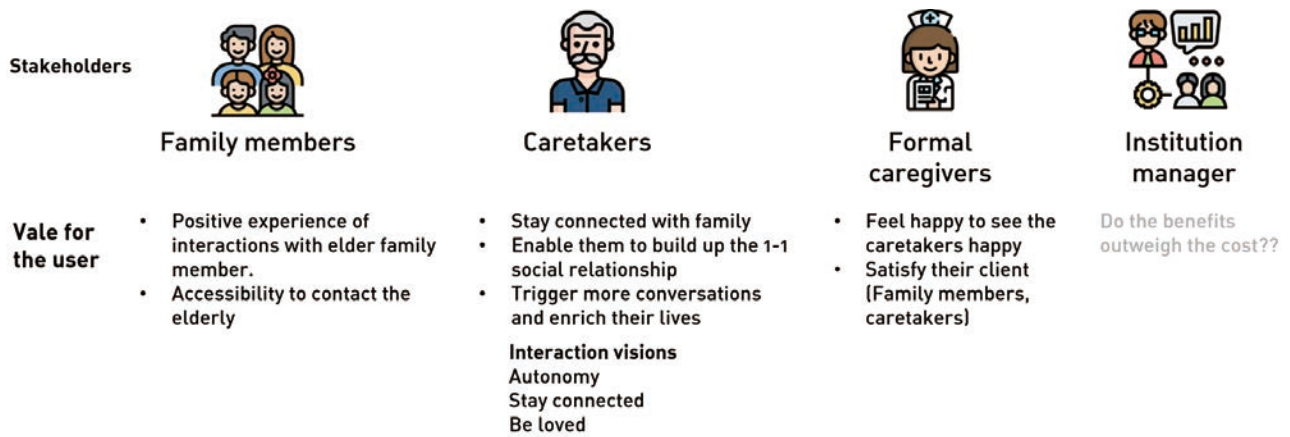 Stakeholders
Family members
Caretakers
Formal
caregivers
Institution
manager
Vale for
the user
• Positive experience of
interactions with elder family
member.
• Accessibility to contact the
elderly
• Stay connected with family
• Enable them to build up the 1-1
social relationship
• Trigger more conversations
and enrich their lives
Interaction visions
Autonomy
Stay connected
Be loved
• Feel happy to see the
caretakers happy
• Satisfy their client
(Family members,
caretakers)
Do the benefits
outweigh the cost??